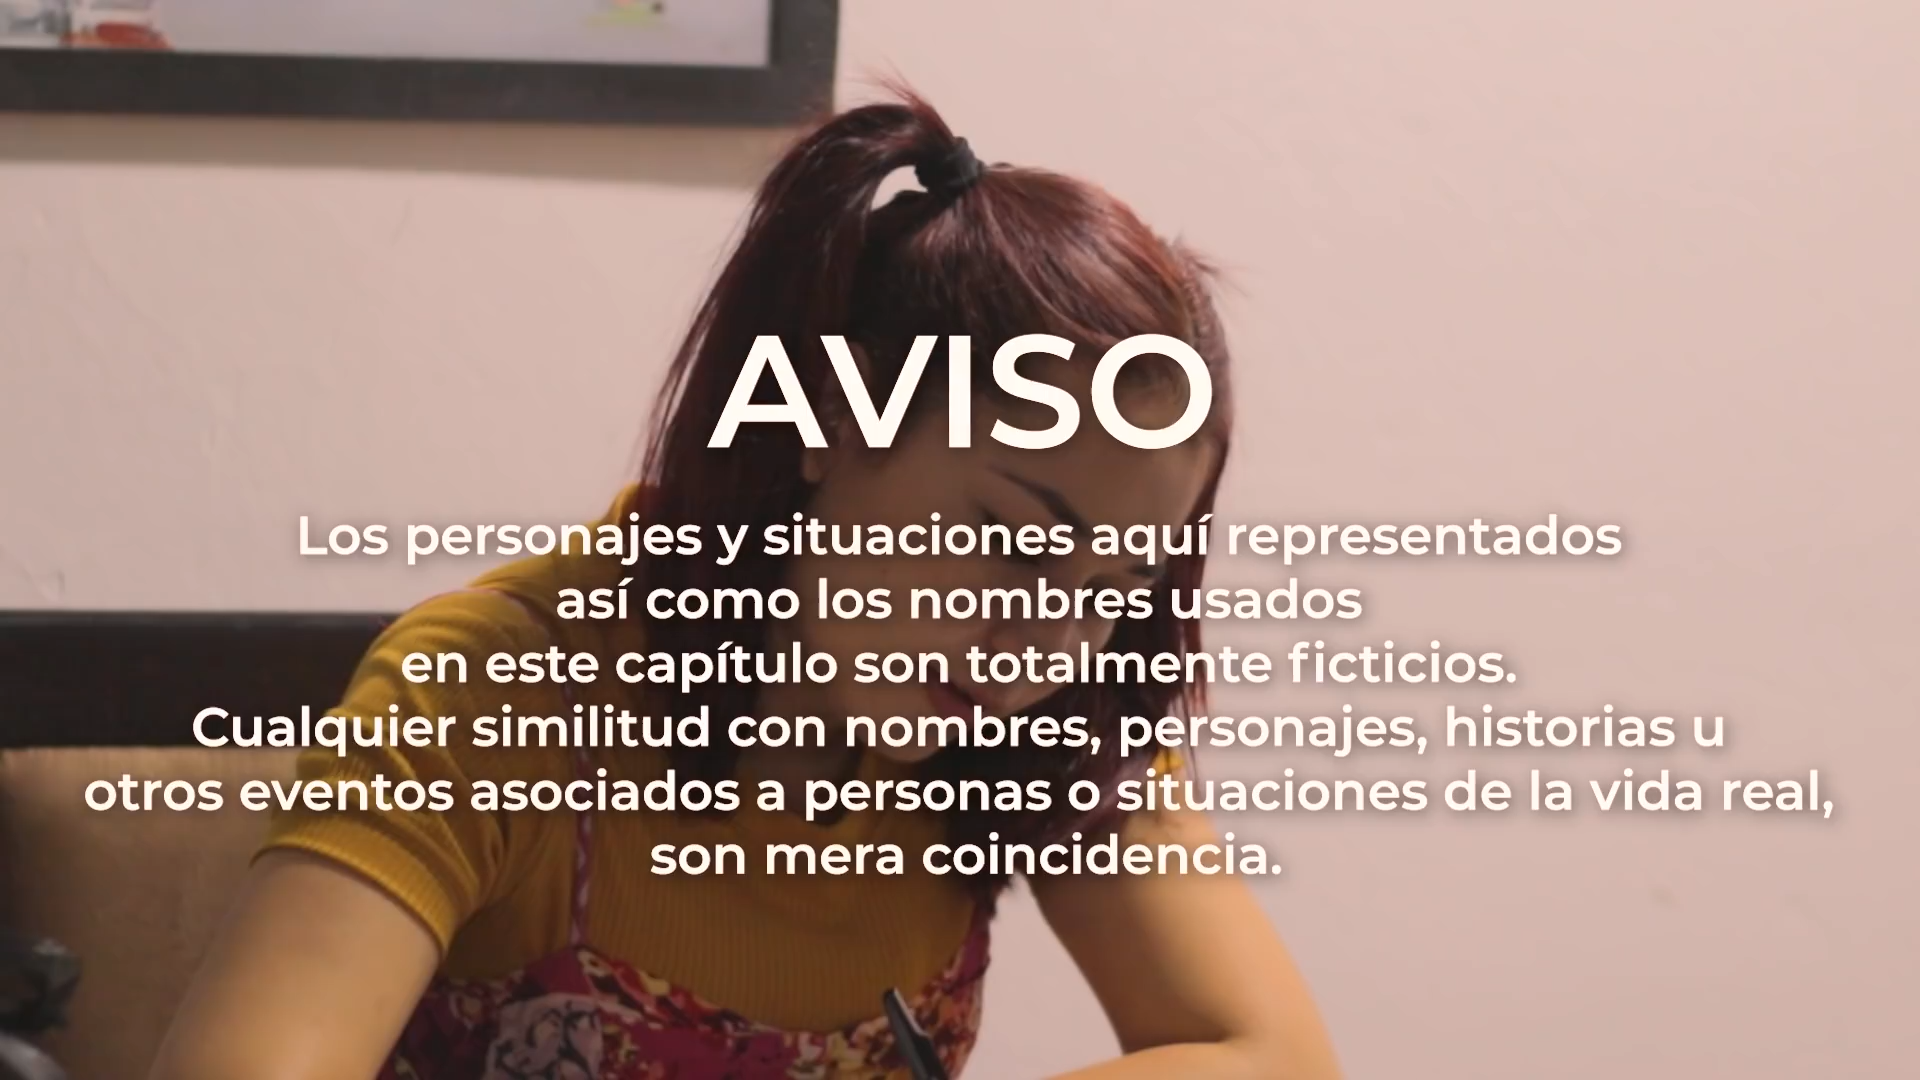 AVISO
Los personajes y situaciones aquí representados
así como los nombres usados
en este capítulo son totalmente ficticios.
Cualquier similitud con nombres, personajes, historias u
otros eventos asociados a personas o situaciones de la vida real,
son mera coincidencia.